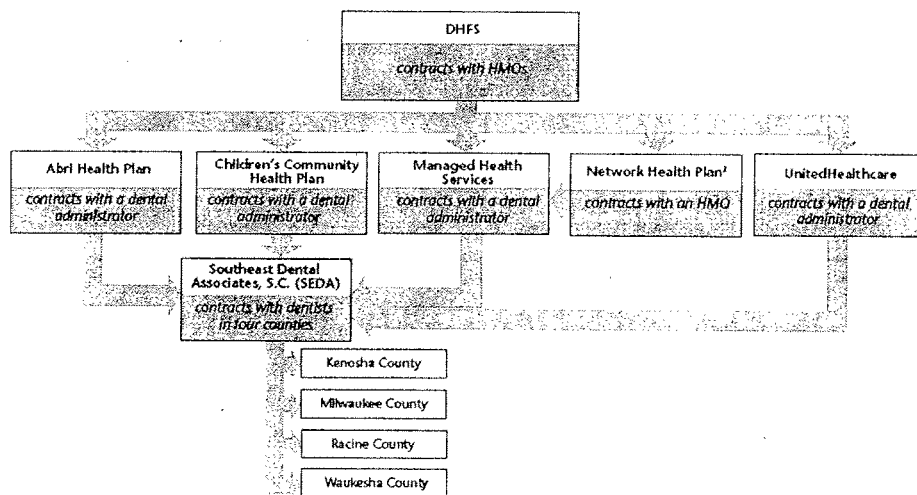 DHFS
contracts with HMOs
Abri Health Plan
contracts with a dental
administrator
Children's Community
Health Plan
contracts with a dental
administrator
Managed Health
Services
contracts with a dental
administrator
Network Health Plan²
contracts with an HMO
UnitedHealthcare
contracts with a dental
administrator
Southeast Dental
Associates, S.C. (SEDA)
contracts with dentists
in four counties
Kenosha County
Milwaukee County
Racine County
Waukesha County